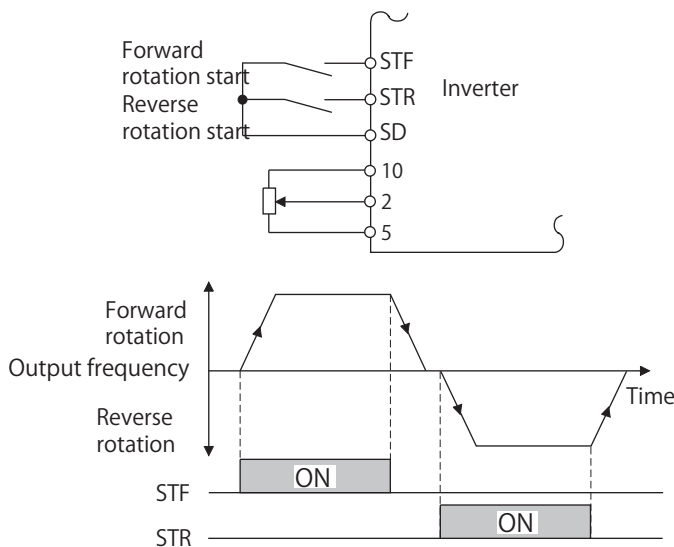 Forward
rotation start
Reverse
rotation start
STF
STR
SD
Inverter
10
2
5
Forward
rotation
Output frequency
Time
Reverse
rotation
STF
ON
STR
ON